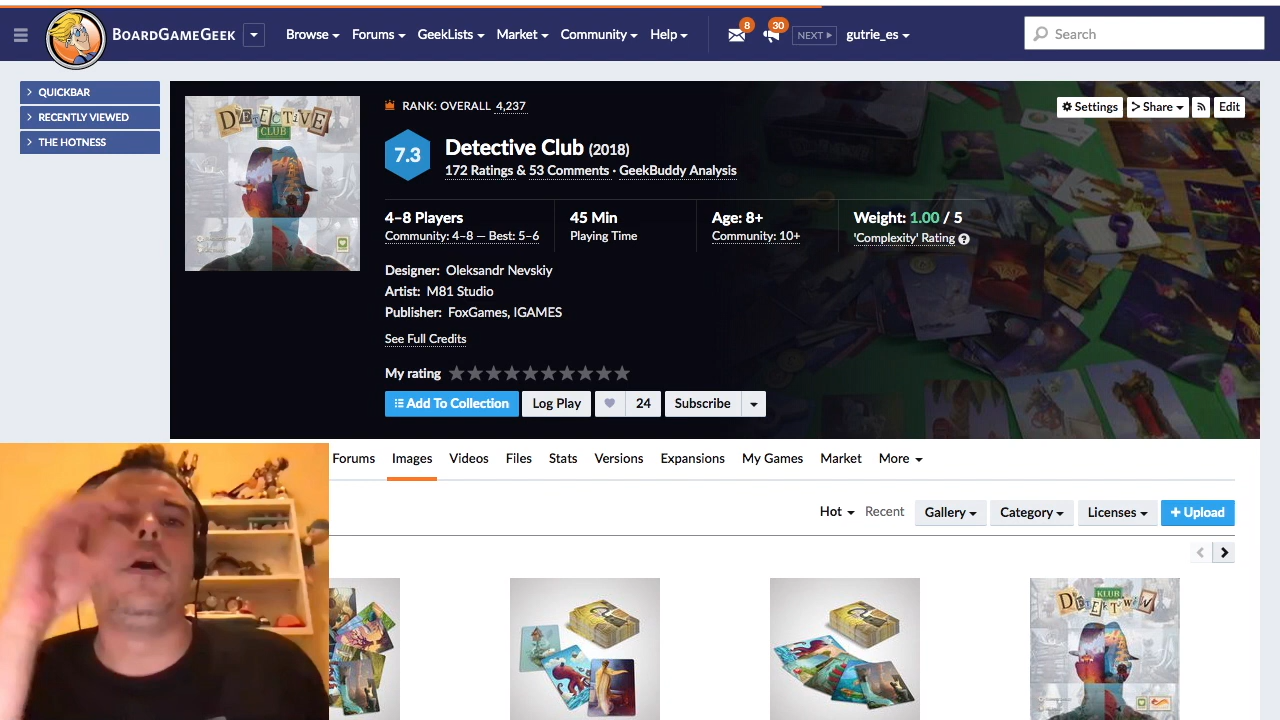 BOARDGAMEGEEK
Browse Forums GeekLists Market Community Help
8
30
NEXT
gutrie_es
Search
QUICKBAR
RECENTLY VIEWED
THE HOTNESS
DETECTIVE
CLUB
RANK: OVERALL 4,237
Settings Share Edit
7.3
Detective Club (2018)
172 Ratings & 53 Comments · GeekBuddy Analysis
4–8 Players 45 Min Age: 8+ Weight: 1.00 / 5
Community: 4–8 — Best: 5–6 Playing Time Community: 10+ 'Complexity' Rating ?
Designer: Oleksandr Nevskiy
Artist: M81 Studio
Publisher: FoxGames, IGAMES
See Full Credits
My rating
Add To Collection Log Play 24 Subscribe
Forums Images Videos Files Stats Versions Expansions My Games Market More
Hot Recent Gallery Category Licenses + Upload
KLUB
DETEKTYWÓW